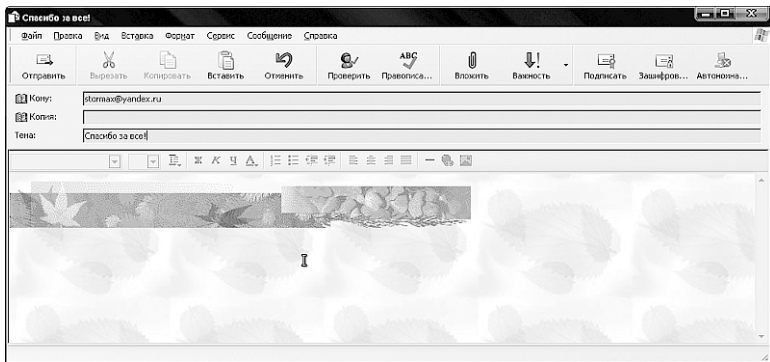 Спасибо за все!
Файл Правка Вид Вставка Формат Сервис Сообщение Справка
Отправить Вырезать Копировать Вставить Отменить Проверить Правописа... Вложить Важность Подписать Зашифров... Автономна...
Кому: stormax@yandex.ru
Копия:
Тема: Спасибо за все!
Ж К Ч А